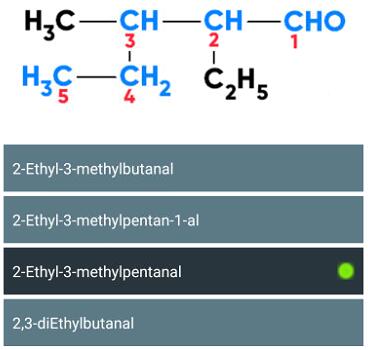 H₃C—CH—CH—CHO
3 2 1
H₃C—CH₂ C₂H₅
5 4
2-Ethyl-3-methylbutanal
2-Ethyl-3-methylpentan-1-al
2-Ethyl-3-methylpentanal
2,3-diEthylbutanal